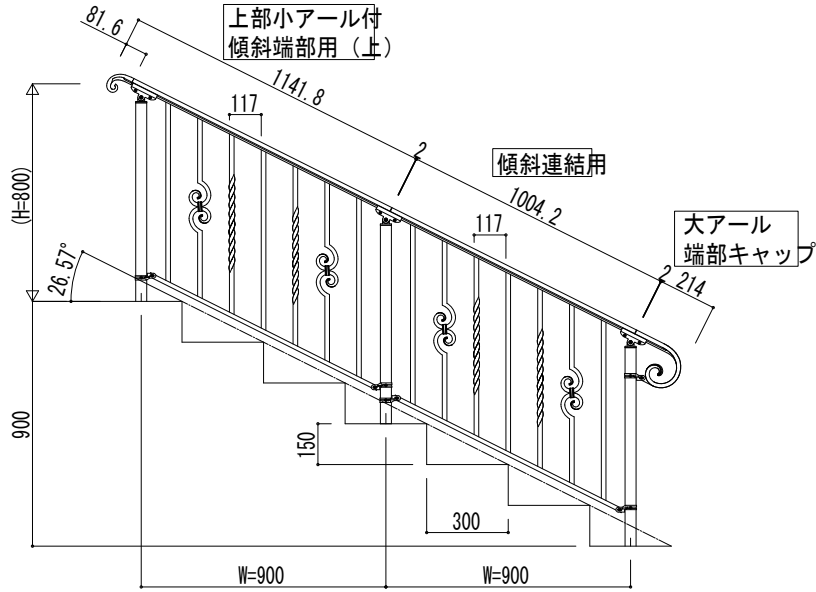 上部小アール付
傾斜端部用（上）
81.6
1141.8
117
2
傾斜連結用
1004.2
(H=800)
117
大アール
端部キャップ
2
214
26.57°
900
150
300
W=900
W=900